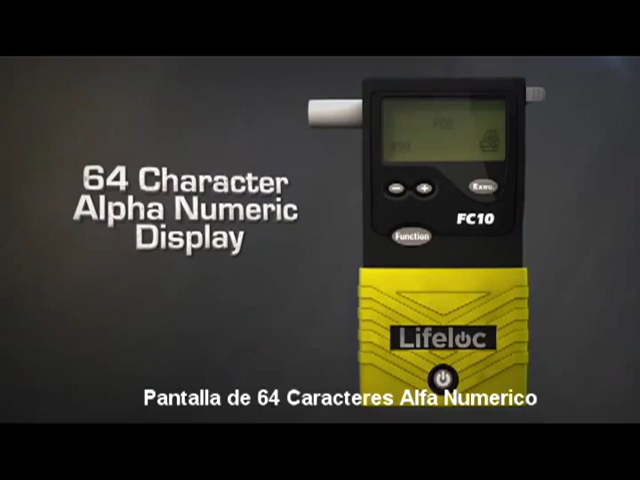 64 Character
Alpha Numeric
Display
Exec.
FC10
Function
Lifeloc
Pantalla de 64 Caracteres Alfa Numerico